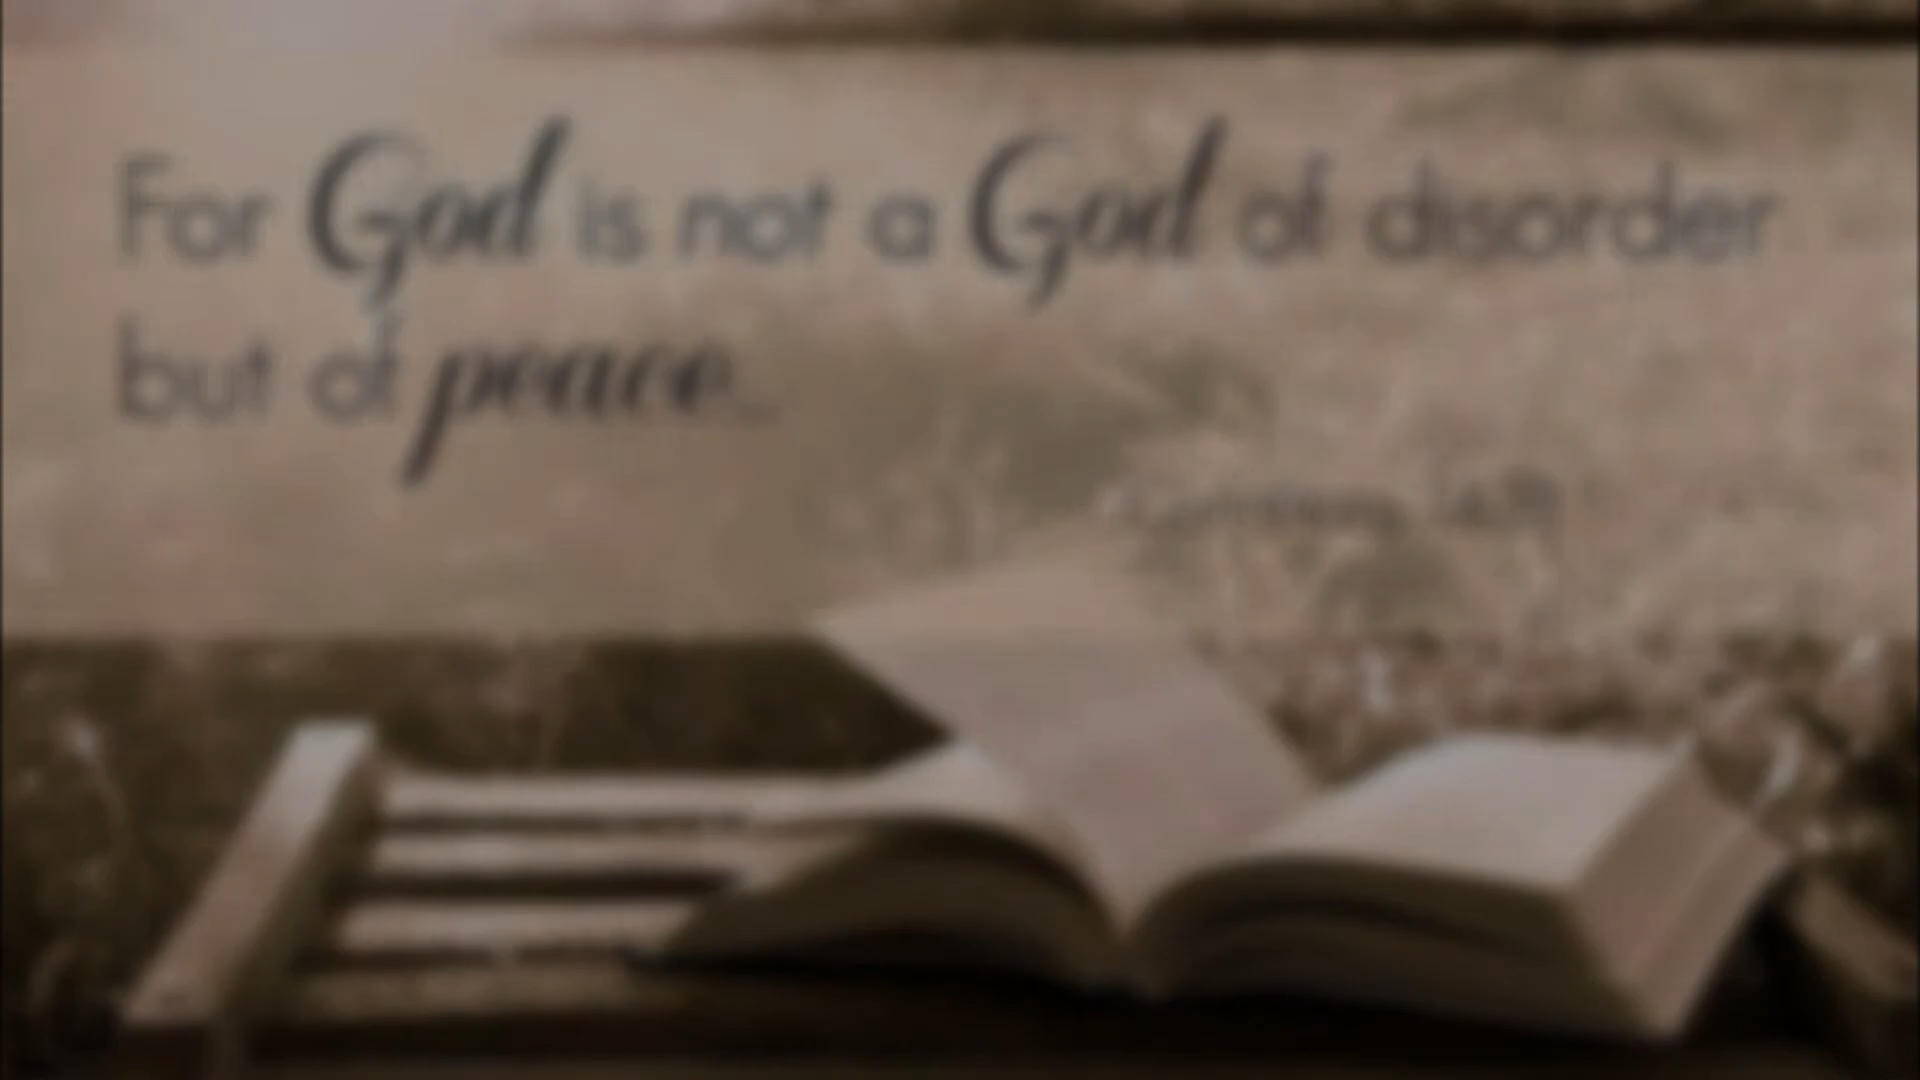 For God is not a God of disorder
but of peace...